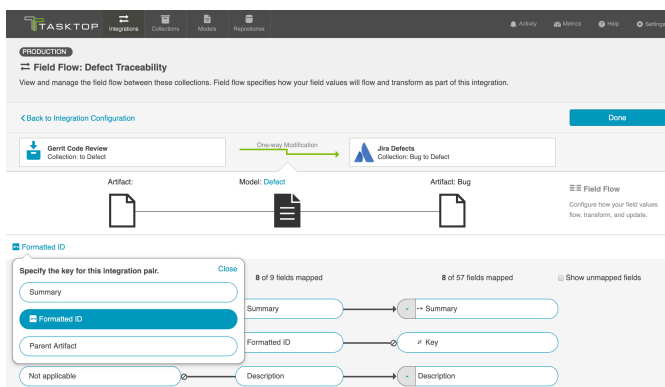 TASKTOP
Integrations
Collections
Models
Repositories
Activity
Metrics
Help
Settings
PRODUCTION
Field Flow: Defect Traceability
View and manage the field flow between these collections. Field flow specifies how your field values will flow and transform as part of this integration.
Back to Integration Configuration
Done
Gerrit Code Review
Collection: to Defect
One-way Modification
Jira Defects
Collection: Bug to Defect
Artifact:
Model: Defect
Artifact: Bug
Field Flow
Configure how your field values
flow, transform, and update.
Formatted ID
Specify the key for this integration pair.
Close
Summary
Formatted ID
Parent Artifact
8 of 9 fields mapped
8 of 57 fields mapped
Show unmapped fields
Summary
Summary
Formatted ID
Key
Not applicable
Description
Description